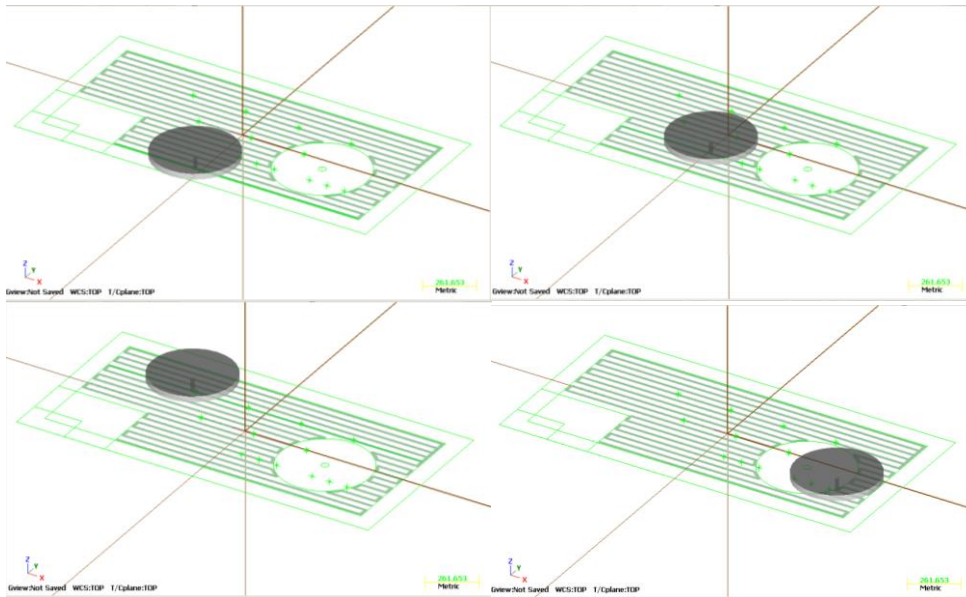 Z
Y
X
Gview:Not Saved WCS:TOP T/Cplane:TOP
261.653
Metric
Z
Y
X
Gview:Not Saved WCS:TOP T/Cplane:TOP
261.653
Metric
Z
Y
X
Gview:Not Saved WCS:TOP T/Cplane:TOP
261.653
Metric
Z
Y
X
Gview:Not Saved WCS:TOP T/Cplane:TOP
261.653
Metric